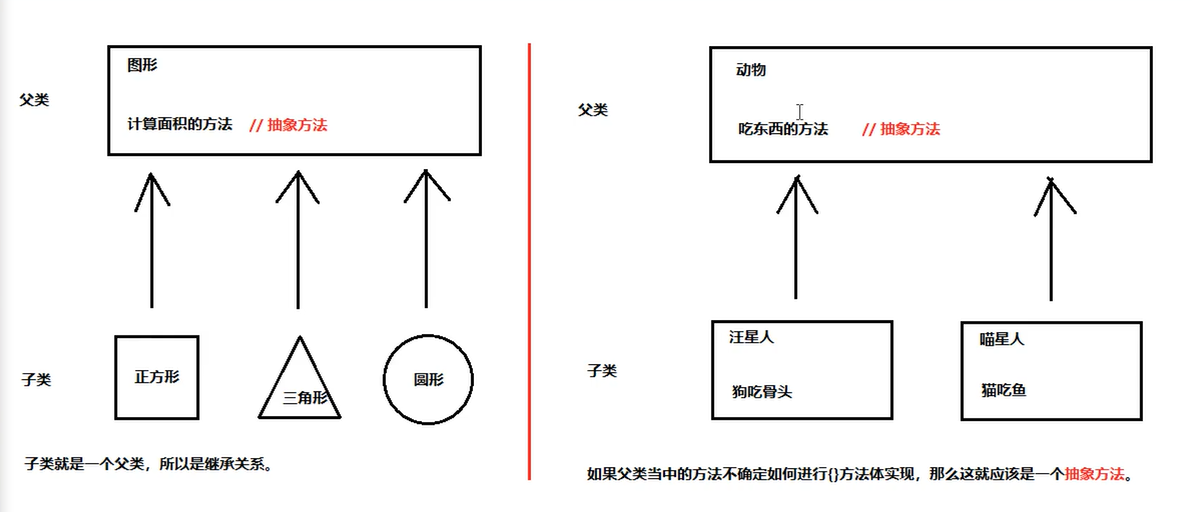 父类
图形
计算面积的方法 // 抽象方法
子类
正方形
三角形
圆形
子类就是一个父类，所以是继承关系。
父类
动物
吃东西的方法 // 抽象方法
子类
汪星人
狗吃骨头
喵星人
猫吃鱼
如果父类当中的方法不确定如何进行{}方法体实现，那么这就应该是一个抽象方法。